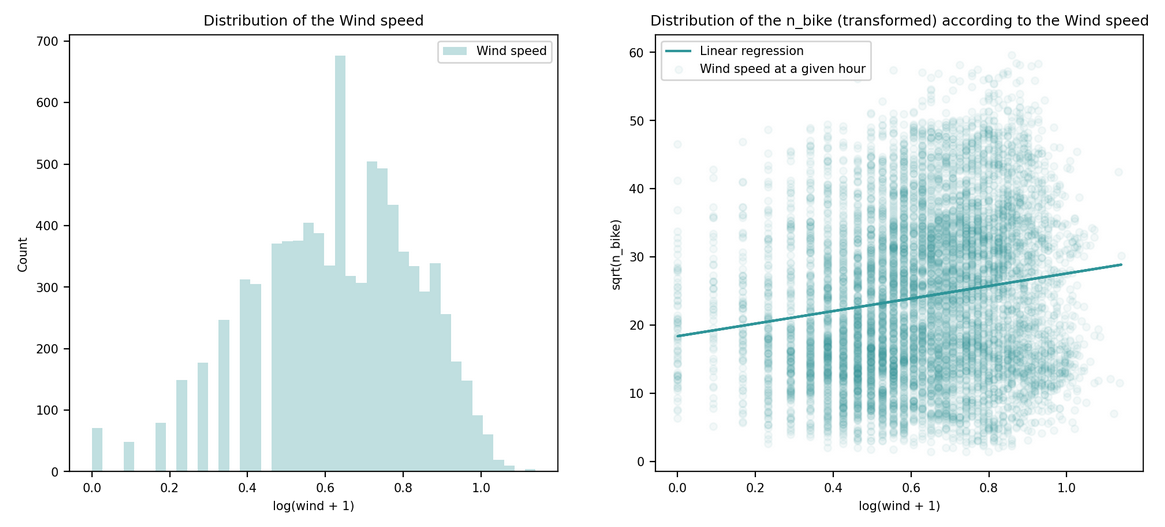 Distribution of the Wind speed
Wind speed
700
600
500
400
300
200
100
0
Count
0.0 0.2 0.4 0.6 0.8 1.0
log(wind + 1)
Distribution of the n_bike (transformed) according to the Wind speed
Linear regression
Wind speed at a given hour
60
50
40
30
20
10
0
sqrt(n_bike)
0.0 0.2 0.4 0.6 0.8 1.0
log(wind + 1)